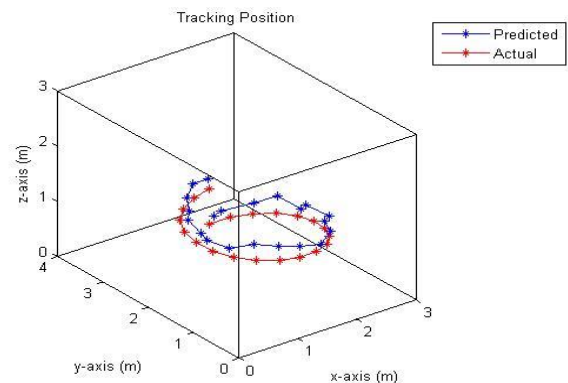 Tracking Position
Predicted
Actual
z-axis (m)
3
2
1
0
4
3
2
1
0
y-axis (m)
0
1
2
3
x-axis (m)